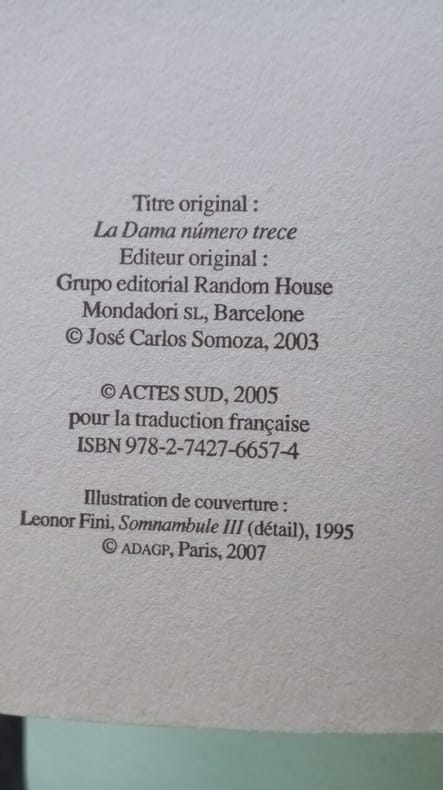 Titre original :
La Dama número trece
Editeur original :
Grupo editorial Random House
Mondadori SL, Barcelone
© José Carlos Somoza, 2003
© ACTES SUD, 2005
pour la traduction française
ISBN 978-2-7427-6657-4
Illustration de couverture :
Leonor Fini, Somnambule III (détail), 1995
© ADAGP, Paris, 2007